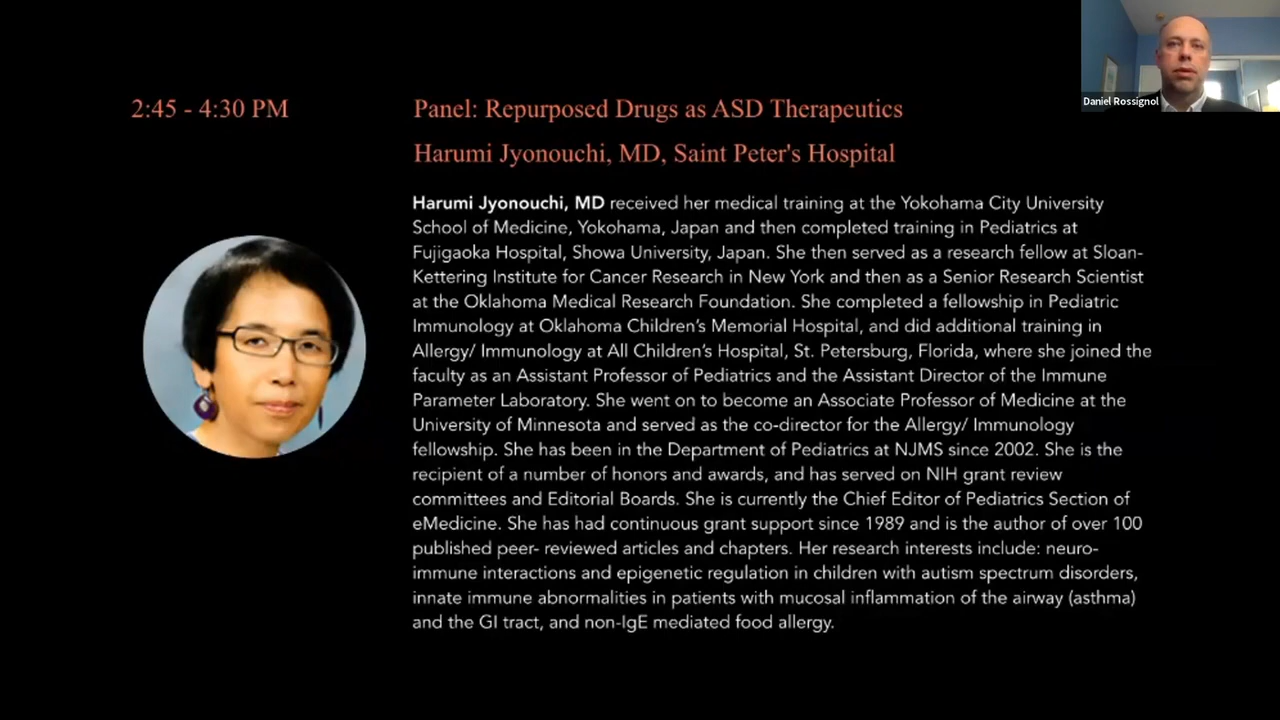 Daniel Rossignol
2:45 - 4:30 PM
Panel: Repurposed Drugs as ASD Therapeutics
Harumi Jyonouchi, MD, Saint Peter's Hospital
Harumi Jyonouchi, MD received her medical training at the Yokohama City University
School of Medicine, Yokohama, Japan and then completed training in Pediatrics at
Fujigaoka Hospital, Showa University, Japan. She then served as a research fellow at Sloan-
Kettering Institute for Cancer Research in New York and then as a Senior Research Scientist
at the Oklahoma Medical Research Foundation. She completed a fellowship in Pediatric
Immunology at Oklahoma Children's Memorial Hospital, and did additional training in
Allergy/ Immunology at All Children's Hospital, St. Petersburg, Florida, where she joined the
faculty as an Assistant Professor of Pediatrics and the Assistant Director of the Immune
Parameter Laboratory. She went on to become an Associate Professor of Medicine at the
University of Minnesota and served as the co-director for the Allergy/ Immunology
fellowship. She has been in the Department of Pediatrics at NJMS since 2002. She is the
recipient of a number of honors and awards, and has served on NIH grant review
committees and Editorial Boards. She is currently the Chief Editor of Pediatrics Section of
eMedicine. She has had continuous grant support since 1989 and is the author of over 100
published peer- reviewed articles and chapters. Her research interests include: neuro-
immune interactions and epigenetic regulation in children with autism spectrum disorders,
innate immune abnormalities in patients with mucosal inflammation of the airway (asthma)
and the GI tract, and non-IgE mediated food allergy.